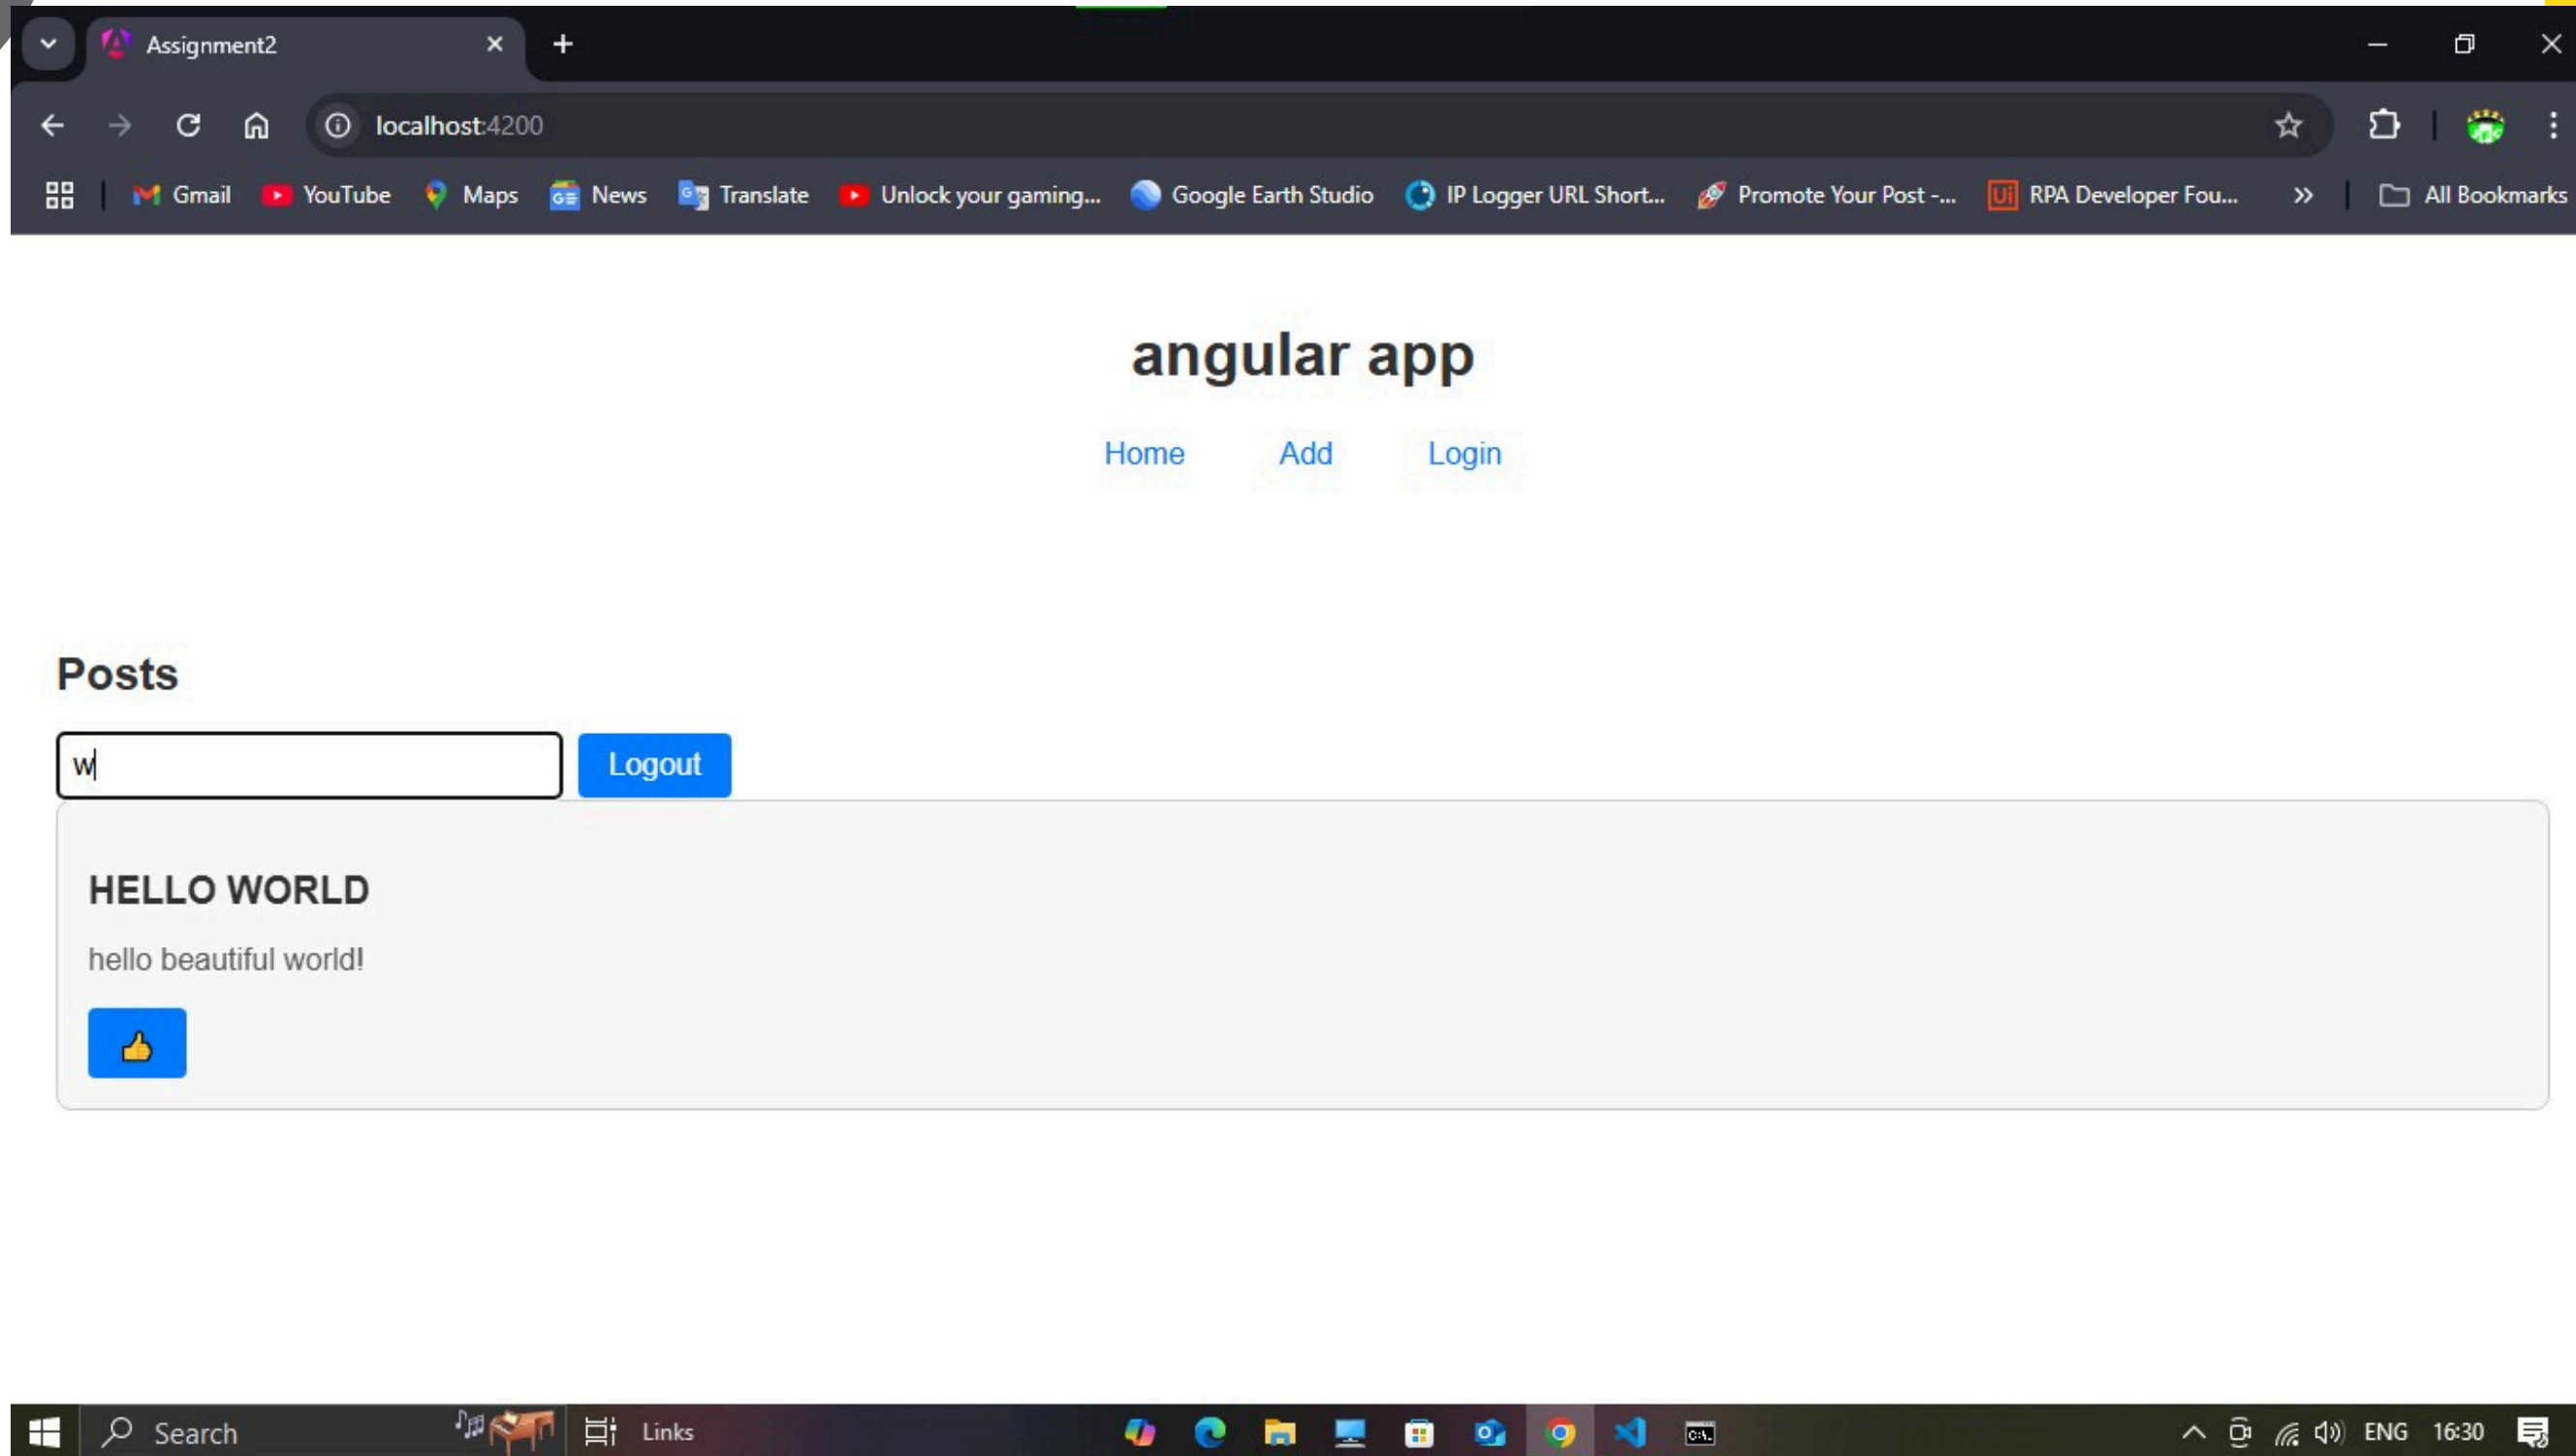 Assignment2
localhost:4200
Gmail YouTube Maps News Translate Unlock your gaming... Google Earth Studio IP Logger URL Short... Promote Your Post -... RPA Developer Fou... All Bookmarks
angular app
Home Add Login
Posts
w Logout
HELLO WORLD
hello beautiful world!
Search Links ENG 16:30